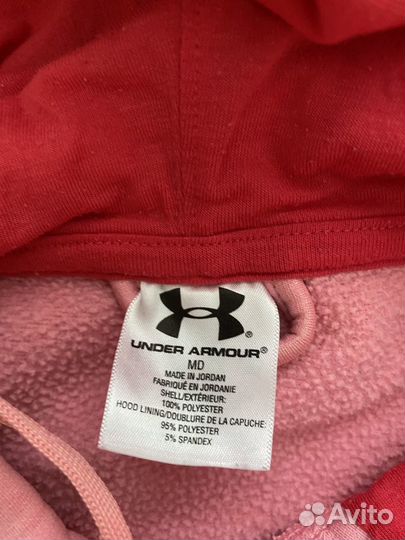 UNDER ARMOUR®
MD
MADE IN JORDAN
FABRIQUÉ EN JORDANIE
SHELL/EXTÉRIEUR:
100% POLYESTER
HOOD LINING/DOUBLURE DE LA CAPUCHE:
95% POLYESTER
5% SPANDEX
Avito